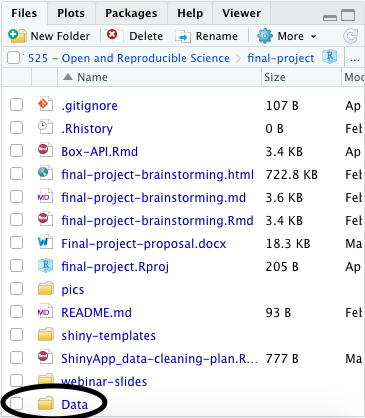 Files Plots Packages Help Viewer
New Folder Delete Rename More
525 – Open and Reproducible Science final-project ...
Name Size Mo
.gitignore 107 B Ap
.Rhistory 0 B Feb
Box-API.Rmd 3.4 KB Ap
final-project-brainstorming.html 722.8 KB Feb
final-project-brainstorming.md 3.6 KB Feb
final-project-brainstorming.Rmd 3.4 KB Feb
Final-project-proposal.docx 18.3 KB Ma
final-project.Rproj 205 B Ap
pics
README.md 93 B Feb
shiny-templates
ShinyApp_data-cleaning-plan.R... 777 B Ma
webinar-slides
Data